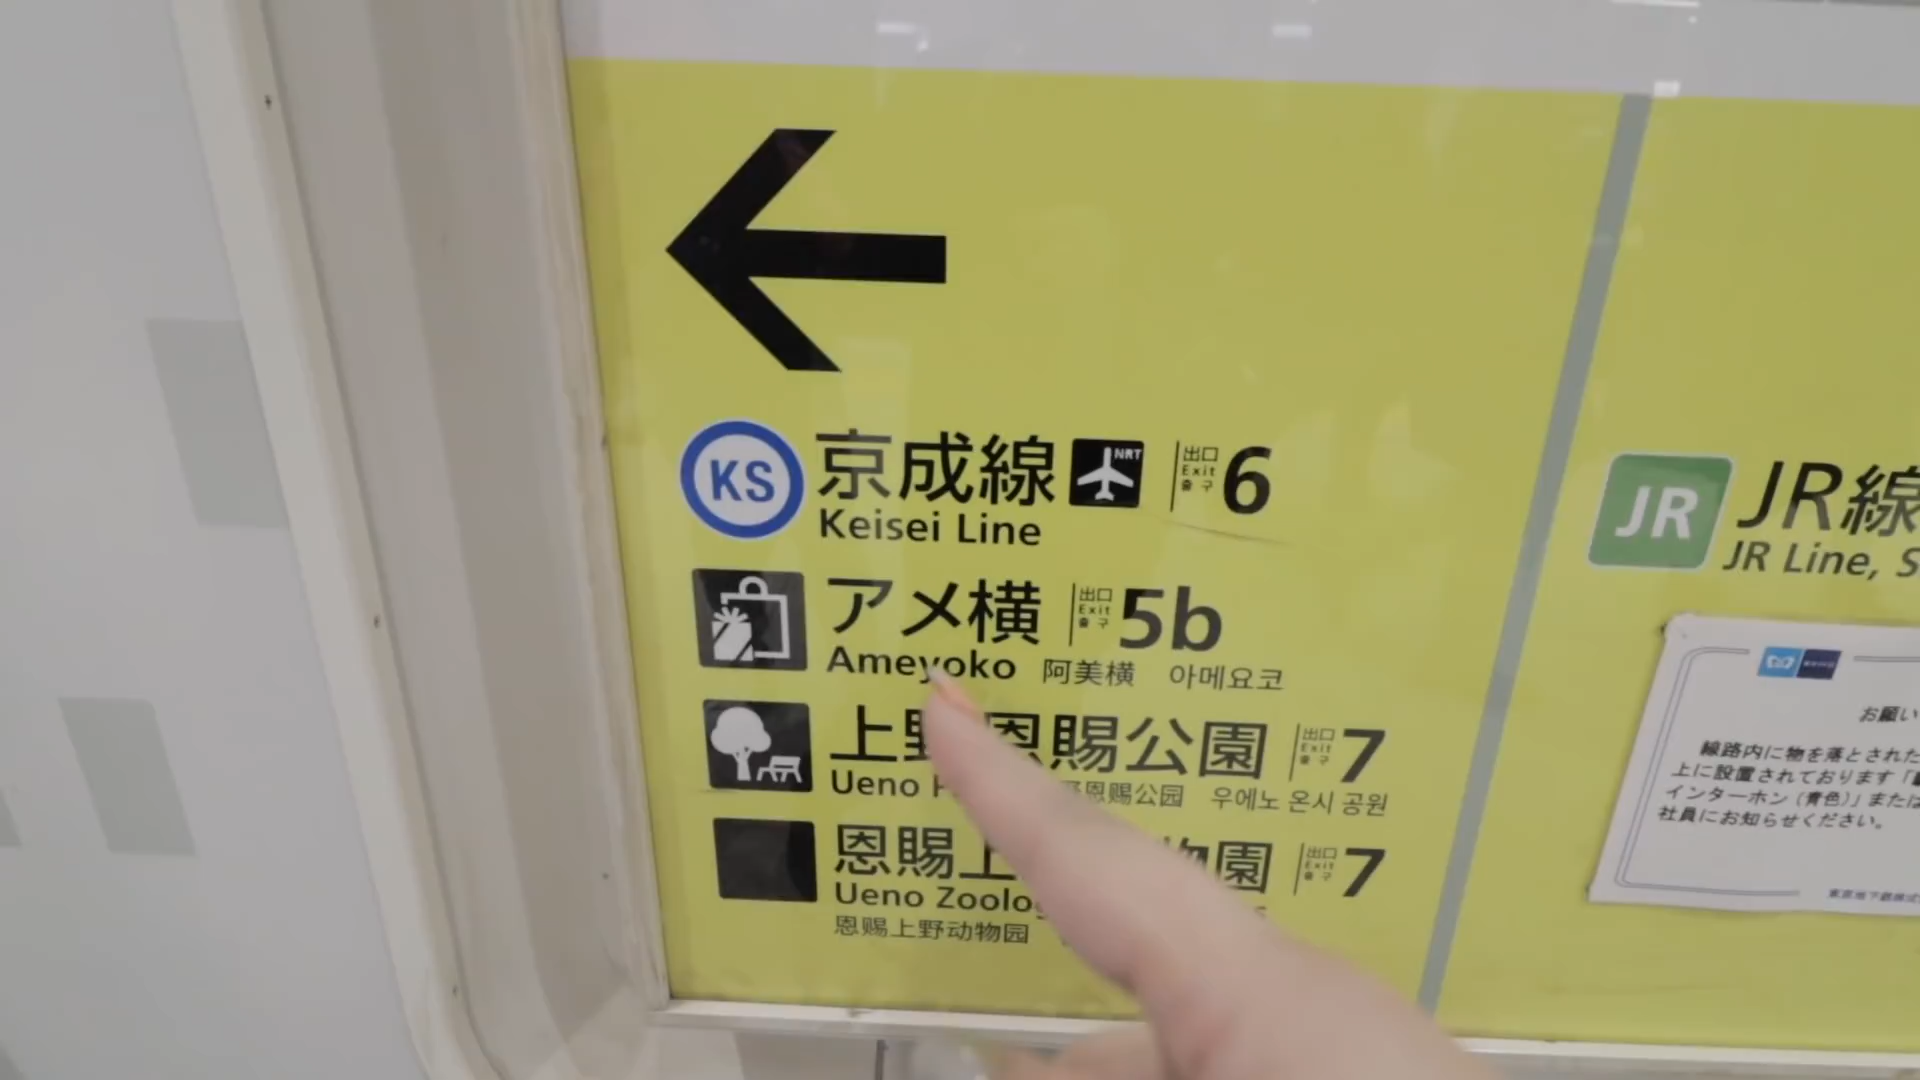 KS 京成線 NRT 出口 Exit 출구 6
Keisei Line
アメ横 出口 Exit 출구 5b
Ameyoko 阿美横 아메요코
上野恩賜公園 出口 Exit 출구 7
Ueno 恩赐公园 우에노 온시 공원
恩賜上 物園 出口 Exit 출구 7
Ueno
恩赐上野动物园
JR JR線
JR Line,
お願い
線路内に物を落とされた
上に設置されております「
インターホン（青色）」または
社員にお知らせください。